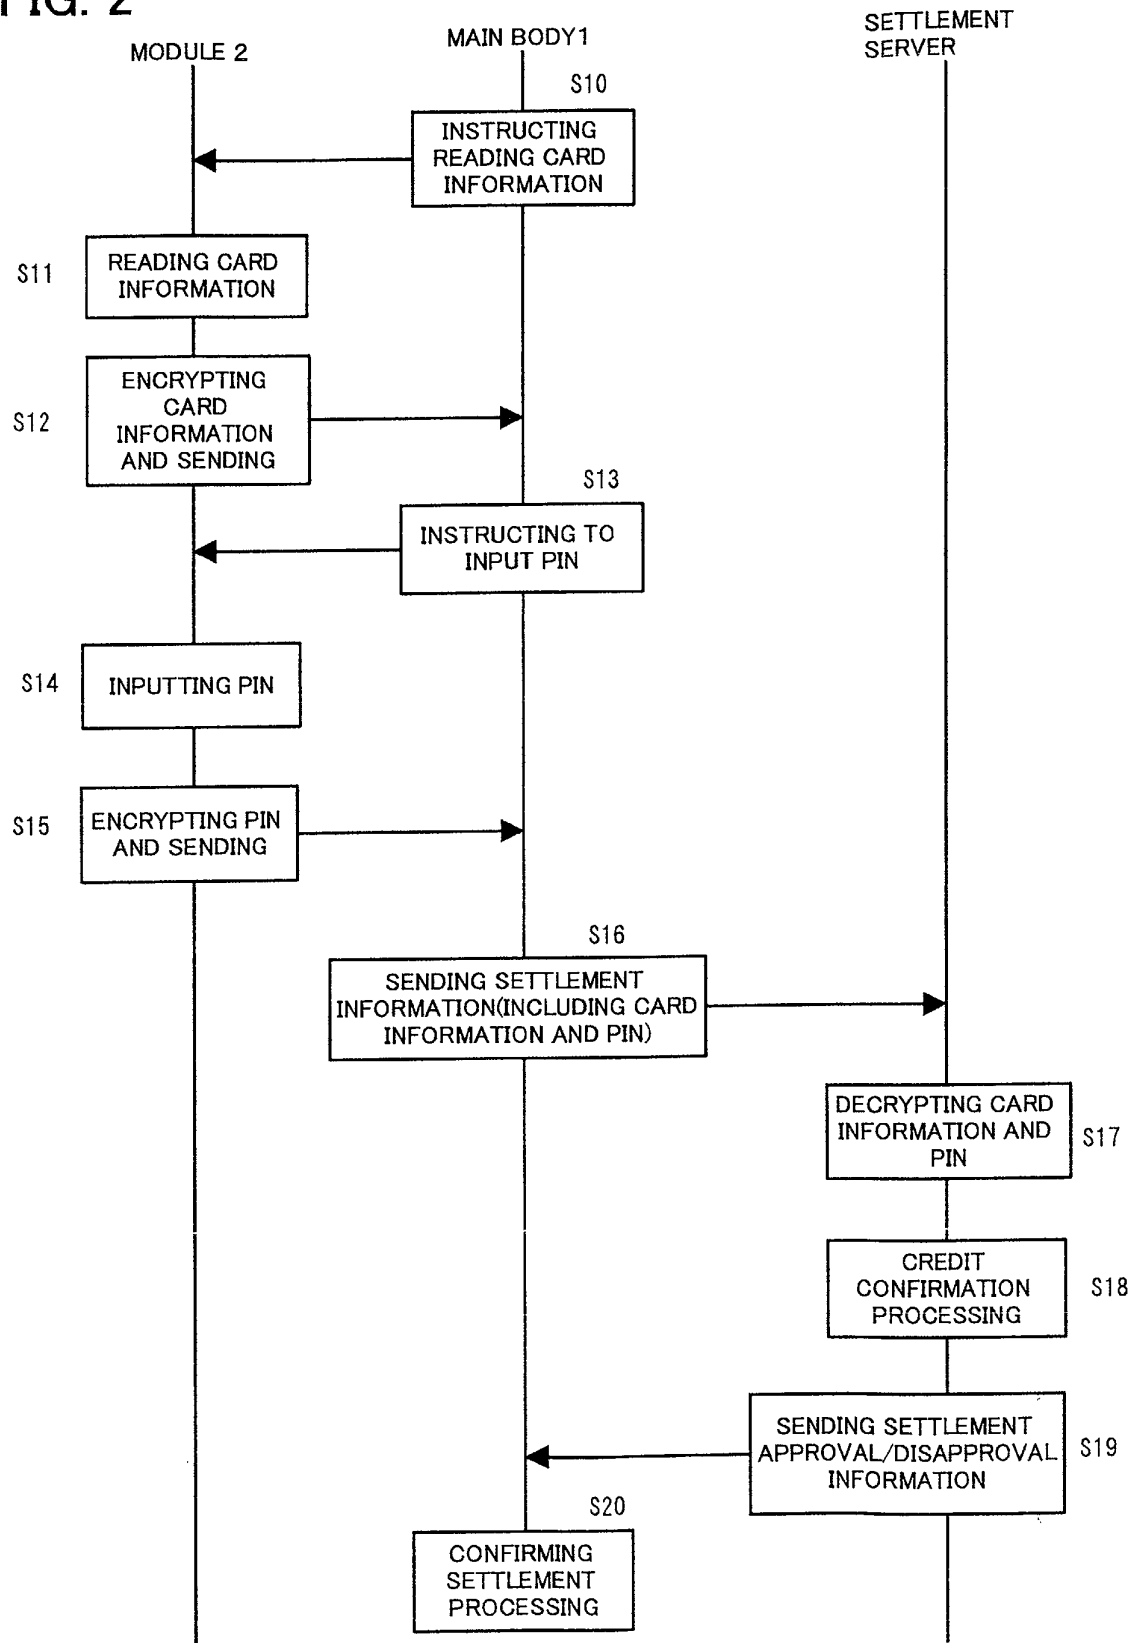 FIG. 2
MODULE 2
MAIN BODY1
SETTLEMENT
SERVER
S10
INSTRUCTING
READING CARD
INFORMATION
S11
READING CARD
INFORMATION
S12
ENCRYPTING
CARD
INFORMATION
AND SENDING
S13
INSTRUCTING TO
INPUT PIN
S14
INPUTTING PIN
S15
ENCRYPTING PIN
AND SENDING
S16
SENDING SETTLEMENT
INFORMATION(INCLUDING CARD
INFORMATION AND PIN)
DECRYPTING CARD
INFORMATION AND
PIN
S17
CREDIT
CONFIRMATION
PROCESSING
S18
SENDING SETTLEMENT
APPROVAL/DISAPPROVAL
INFORMATION
S19
S20
CONFIRMING
SETTLEMENT
PROCESSING